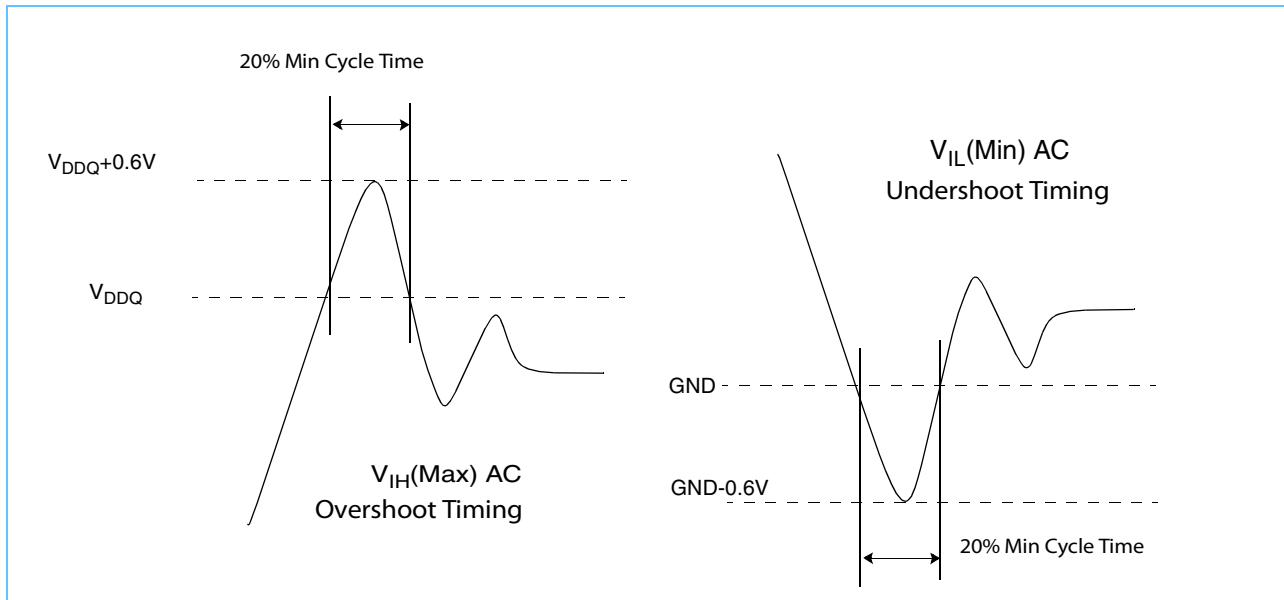 20% Min Cycle Time
VDDQ+0.6V
VDDQ
VIH(Max) AC
Overshoot Timing
VIL(Min) AC
Undershoot Timing
GND
GND-0.6V
20% Min Cycle Time